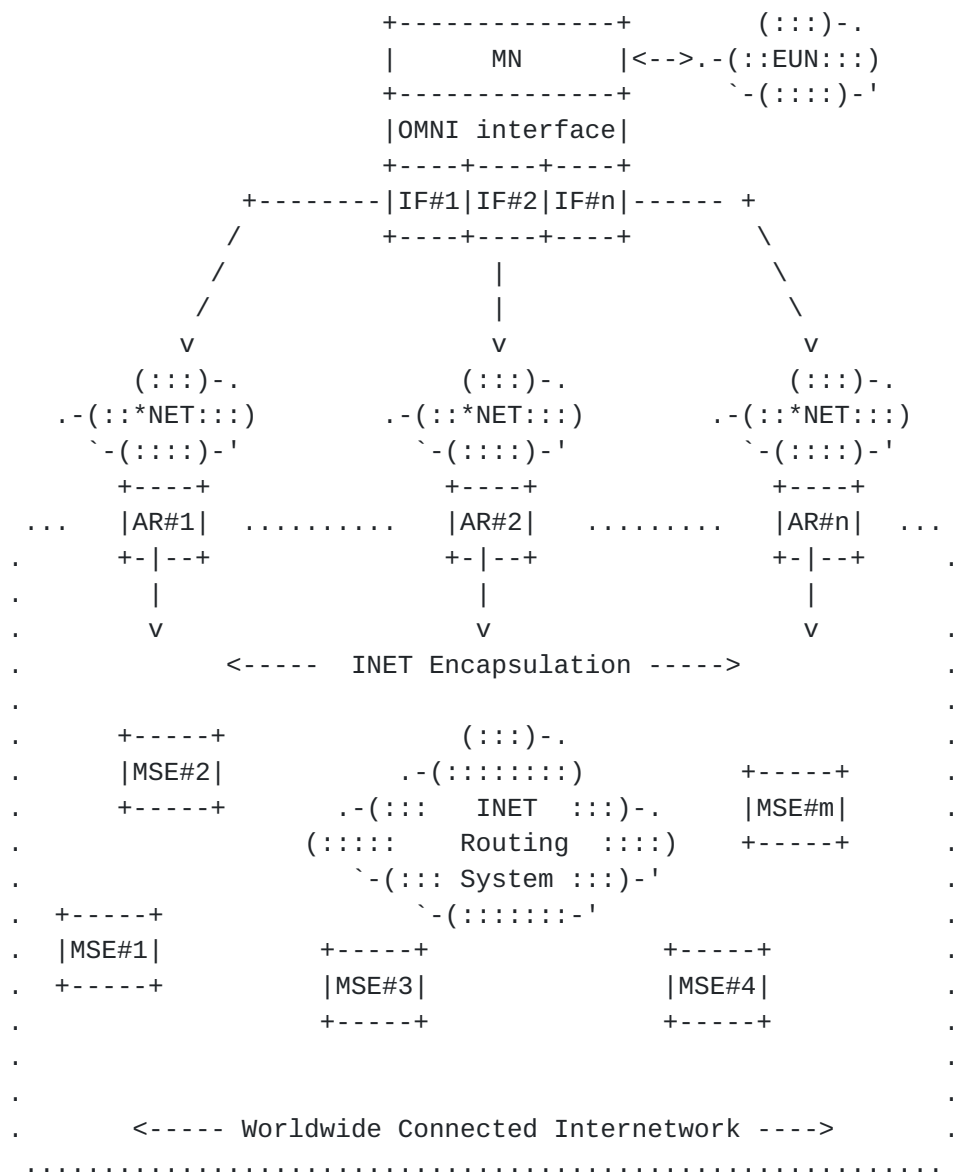 +--------------+        (:::)-.
|      MN      |<-->.-(::EUN:::)
+--------------+      `-(::::)-'
|OMNI interface|
+----+----+----+
+--------|IF#1|IF#2|IF#n|------ +
/         +----+----+----+        \
/                 |                 \
/                  |                  \
v                   v                   v
(:::)-.              (:::)-.              (:::)-.
.-(::*NET:::)        .-(::*NET:::)        .-(::*NET:::)
`-(::::)-'           `-(::::)-'           `-(::::)-'
+----+               +----+               +----+
...   |AR#1|  ..........   |AR#2|   .........   |AR#n|  ...
.      +-|--+               +-|--+               +-|--+     .
.        |                    |                    |
.        v                    v                    v        .
.             <-----  INET Encapsulation ----->             .
.                                                           .
.      +-----+               (:::)-.                        .
.      |MSE#2|           .-(::::::::)          +-----+      .
.      +-----+       .-(:::   INET  :::)-.     |MSE#m|      .
.                  (:::::    Routing  ::::)    +-----+      .
.                     `-(::: System :::)-'                  .
.  +-----+                `-(:::::::-'                      .
.  |MSE#1|          +-----+               +-----+           .
.  +-----+          |MSE#3|               |MSE#4|           .
.                   +-----+               +-----+           .
.                                                           .
.                                                           .
.       <----- Worldwide Connected Internetwork ---->       .
...........................................................